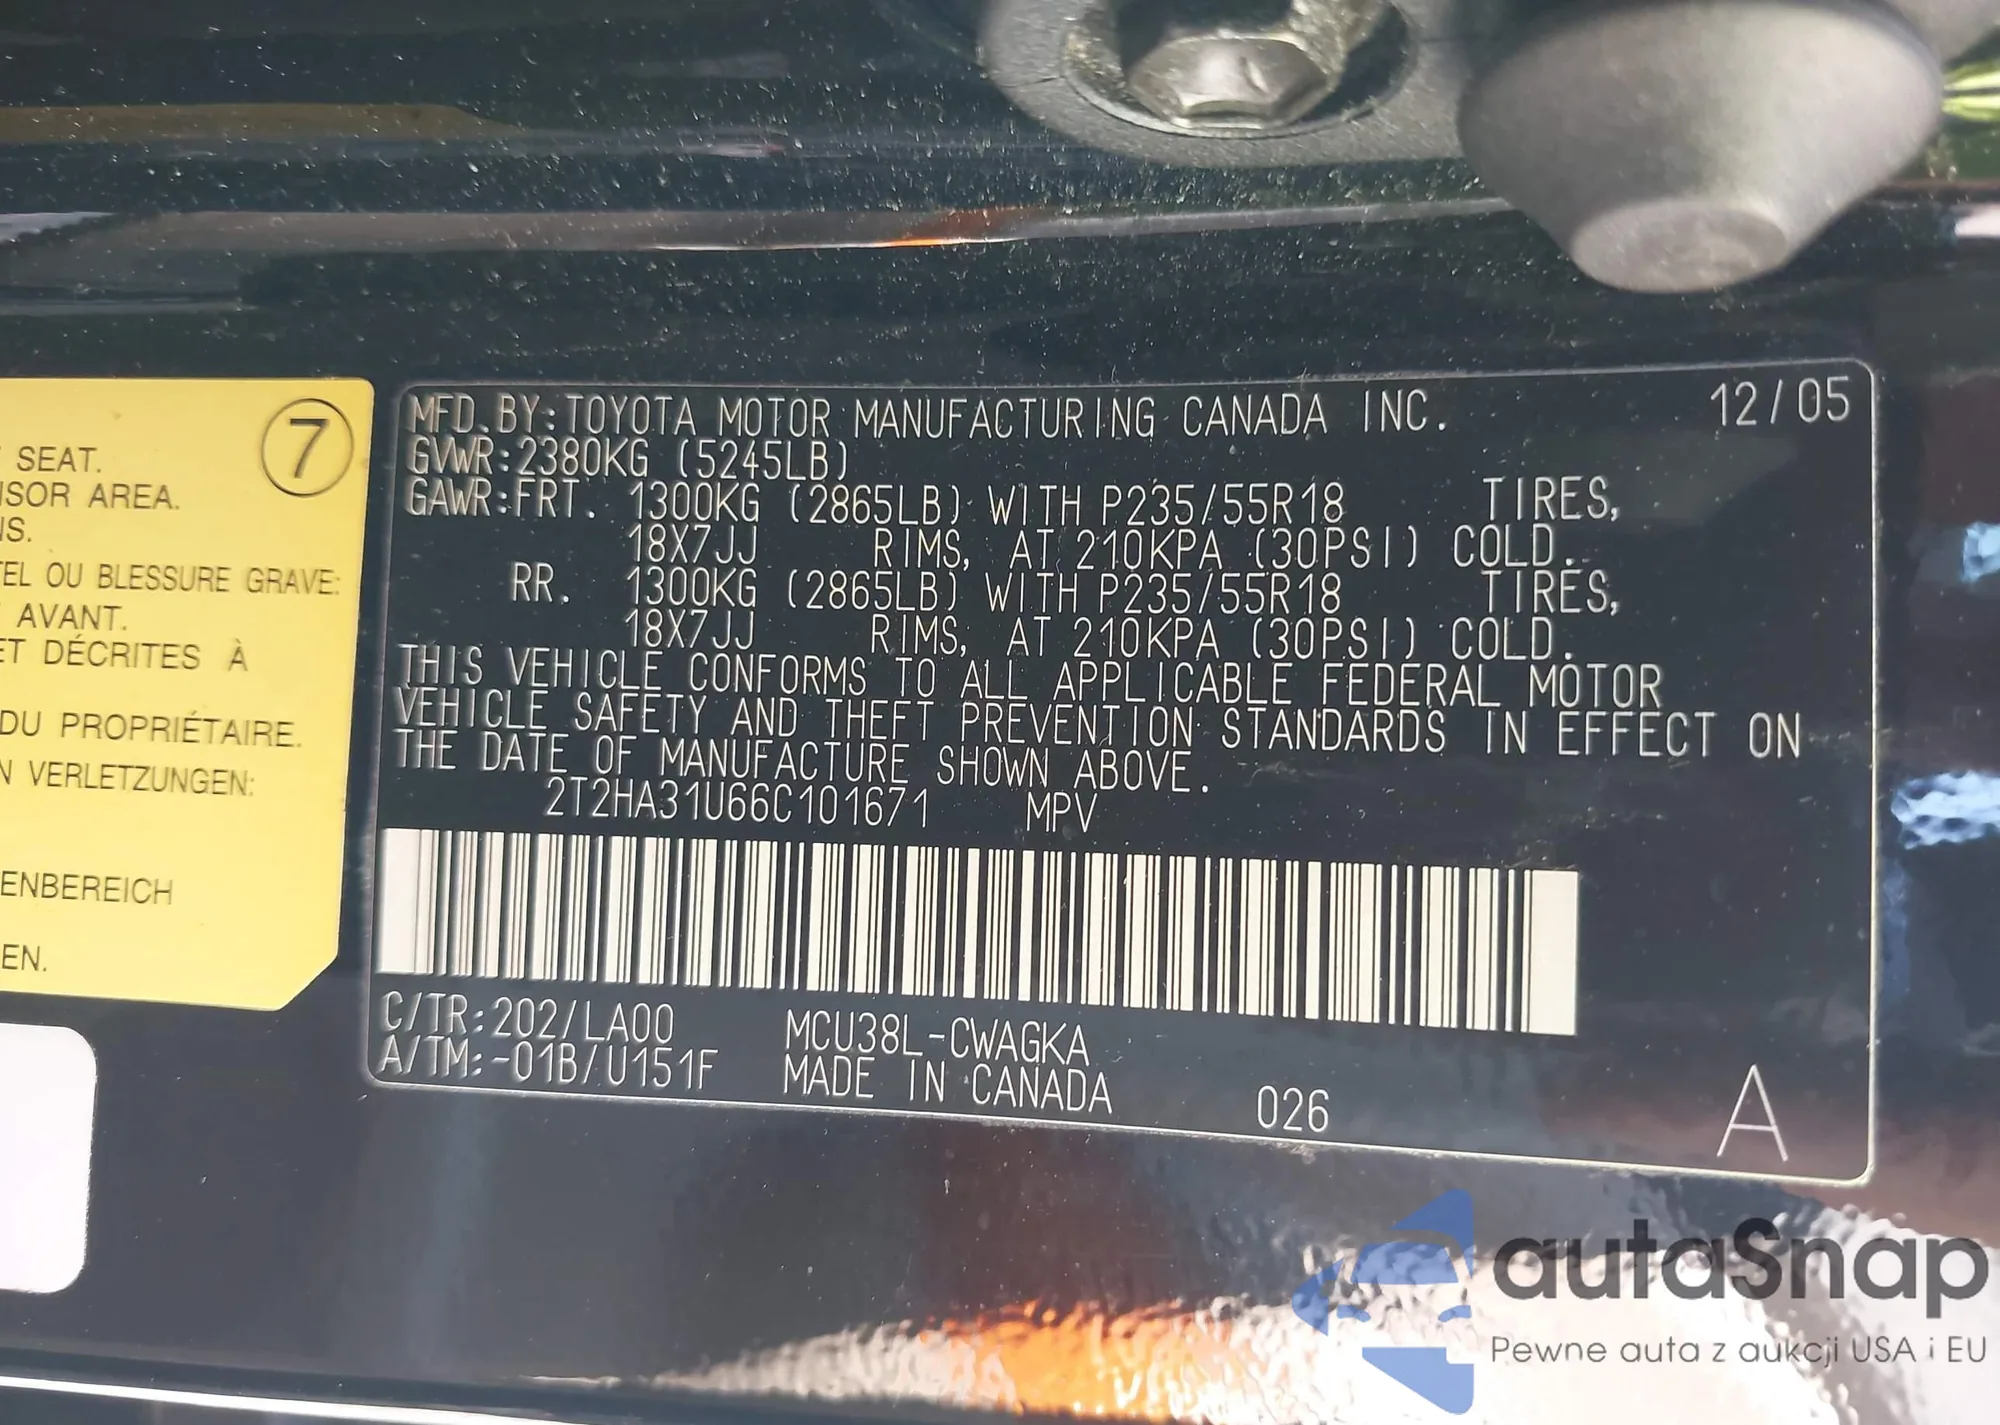 7
SEAT.
SOR AREA.
NS.
TEL OU BLESSURE GRAVE:
AVANT.
ET DÉCRITES À
DU PROPRIÉTAIRE.
N VERLETZUNGEN:
ENBEREICH
EN.
MFD.BY:TOYOTA MOTOR MANUFACTURING CANADA INC. 12/05
GVWR:2380KG (5245LB)
GAWR:FRT. 1300KG (2865LB) WITH P235/55R18 TIRES,
18X7JJ RIMS, AT 210KPA (30PSI) COLD.
RR. 1300KG (2865LB) WITH P235/55R18 TIRES,
18X7JJ RIMS, AT 210KPA (30PSI) COLD.
THIS VEHICLE CONFORMS TO ALL APPLICABLE FEDERAL MOTOR
VEHICLE SAFETY AND THEFT PREVENTION STANDARDS IN EFFECT ON
THE DATE OF MANUFACTURE SHOWN ABOVE.
2T2HA31U66C101671 MPV
C/TR:202/LA00 MCU38L-CWAGKA
A/TM:-01B/U151F MADE IN CANADA 026 A
autaSnap
Pewne auta z aukcji USA i EU